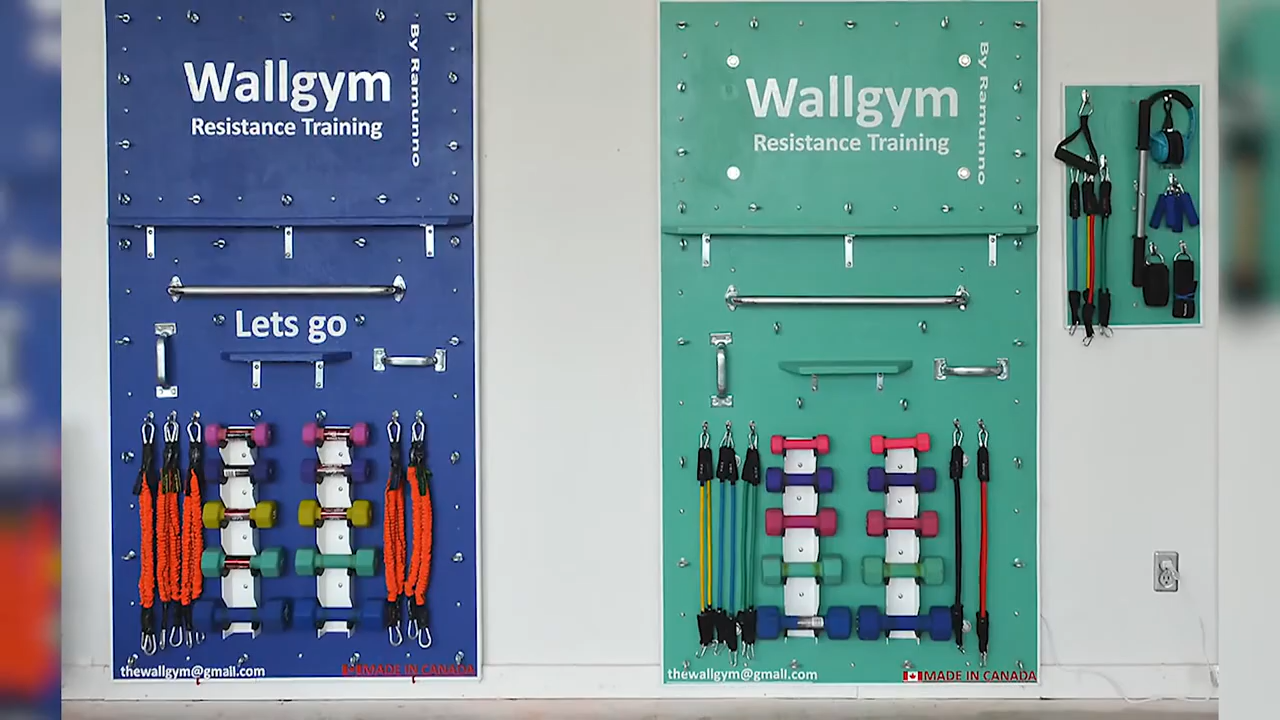 Wallgym
Resistance Training
By Ramunno
Lets go
thewallgym@gmail.com
MADE IN CANADA
Wallgym
Resistance Training
By Ramunno
thewallgym@gmail.com
MADE IN CANADA